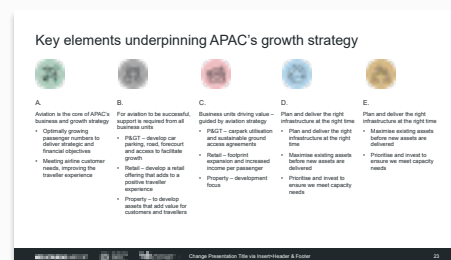 Key elements underpinning APAC's growth strategy
A.
Aviation is the core of APAC's
business and growth strategy
• Optimally growing
passenger numbers to
deliver strategic and
financial objectives
• Meeting airline customer
needs, improving the
traveller experience
B.
For aviation to be successful,
support is required from all
business units
• P&GT – develop car
parking, road, forecourt
and access to facilitate
growth
• Retail – develop a retail
offering that adds to a
positive traveller
experience
• Property – to develop
assets that add value for
customers and travellers
C.
Business units driving value –
guided by aviation strategy
• P&GT – carpark utilisation
and sustainable ground
access agreements
• Retail – footprint
expansion and increased
income per passenger
• Property – development
focus
D.
Plan and deliver the right
infrastructure at the right time
• Plan and deliver the right
infrastructure at the right
time
• Maximise existing assets
before new assets are
delivered
• Prioritise and invest to
ensure we meet capacity
needs
E.
Plan and deliver the right
infrastructure at the right time
• Maximise existing assets
before new assets are
delivered
• Prioritise and invest to
ensure we meet capacity
needs
Change Presentation Title via Insert>Header & Footer
23